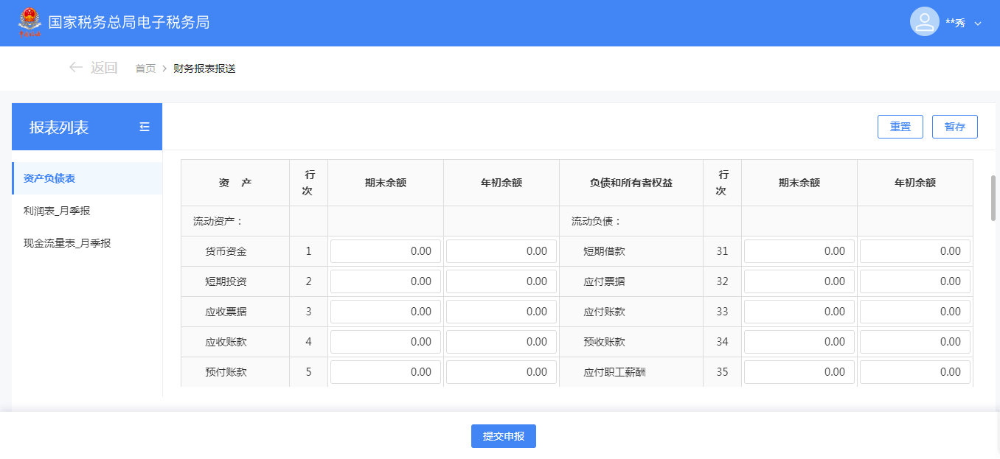 国家税务总局电子税务局
**秀
返回 首页 > 财务报表报送
报表列表
重置 暂存
资产负债表
利润表_月季报
现金流量表_月季报
资 产 行次 期末余额 年初余额 负债和所有者权益 行次 期末余额 年初余额
流动资产： 流动负债：
货币资金 1 0.00 0.00 短期借款 31 0.00 0.00
短期投资 2 0.00 0.00 应付票据 32 0.00 0.00
应收票据 3 0.00 0.00 应付账款 33 0.00 0.00
应收账款 4 0.00 0.00 预收账款 34 0.00 0.00
预付账款 5 0.00 0.00 应付职工薪酬 35 0.00 0.00
提交申报